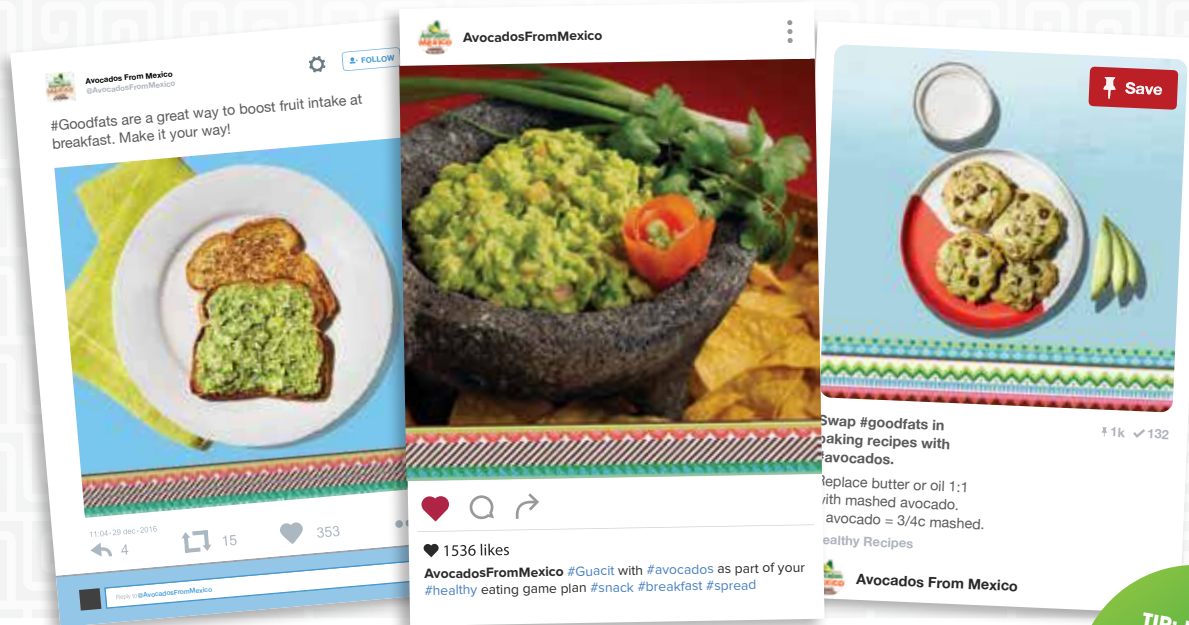 Avocados From Mexico
@AvocadosFromMexico
FOLLOW
#Goodfats are a great way to boost fruit intake at
breakfast. Make it your way!
11:04 - 29 dec. - 2016
4
15
353
Reply to @AvocadosFromMexico
AvocadosFromMexico
1536 likes
AvocadosFromMexico #Guacit with #avocados as part of your
#healthy eating game plan #snack #breakfast #spread
Save
Swap #goodfats in
baking recipes with
#avocados.
1k
132
Replace butter or oil 1:1
with mashed avocado.
avocado = 3/4c mashed.
ealthy Recipes
Avocados From Mexico